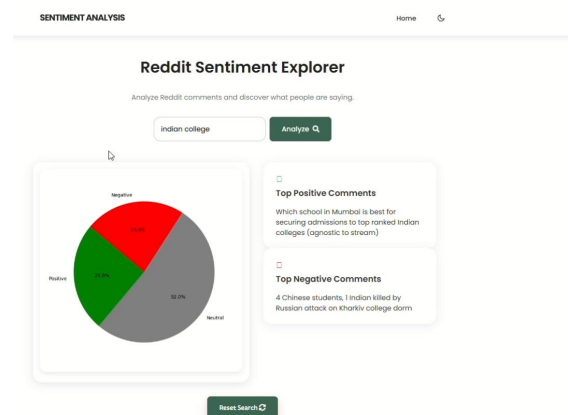 SENTIMENT ANALYSIS
Home
Reddit Sentiment Explorer
Analyze Reddit comments and discover what people are saying.
indian college
Analyze
Negative
Positive
52.0%
Neutral
Top Positive Comments
Which school in Mumbai is best for
securing admissions to top ranked Indian
colleges (agnostic to stream)
Top Negative Comments
4 Chinese students, 1 Indian killed by
Russian attack on Kharkiv college dorm
Reset Search